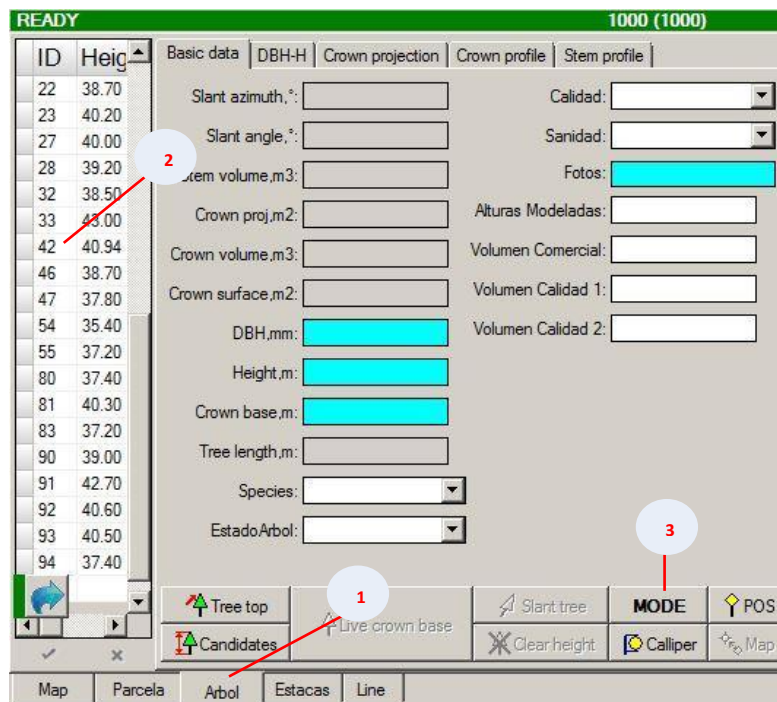 READY 1000 (1000)
ID Heig
22 38.70
23 40.20
27 40.00
28 39.20
32 38.50
33 43.00
42 40.94
46 38.70
47 37.80
54 35.40
55 37.20
80 37.40
81 40.30
83 37.20
90 39.00
91 42.70
92 40.60
93 40.50
94 37.40
Basic data DBH-H Crown projection Crown profile Stem profile
Slant azimuth,°:
Slant angle,°:
Stem volume,m3:
Crown proj,m2:
Crown volume,m3:
Crown surface,m2:
DBH,mm:
Height,m:
Crown base,m:
Tree length,m:
Species:
EstadoArbol:
Calidad:
Sanidad:
Fotos:
Alturas Modeladas:
Volumen Comercial:
Volumen Calidad 1:
Volumen Calidad 2:
2
3
1
Tree top
Candidates
Live crown base
Slant tree
Clear height
MODE
Calliper
POS
Map
Map Parcela Arbol Estacas Line